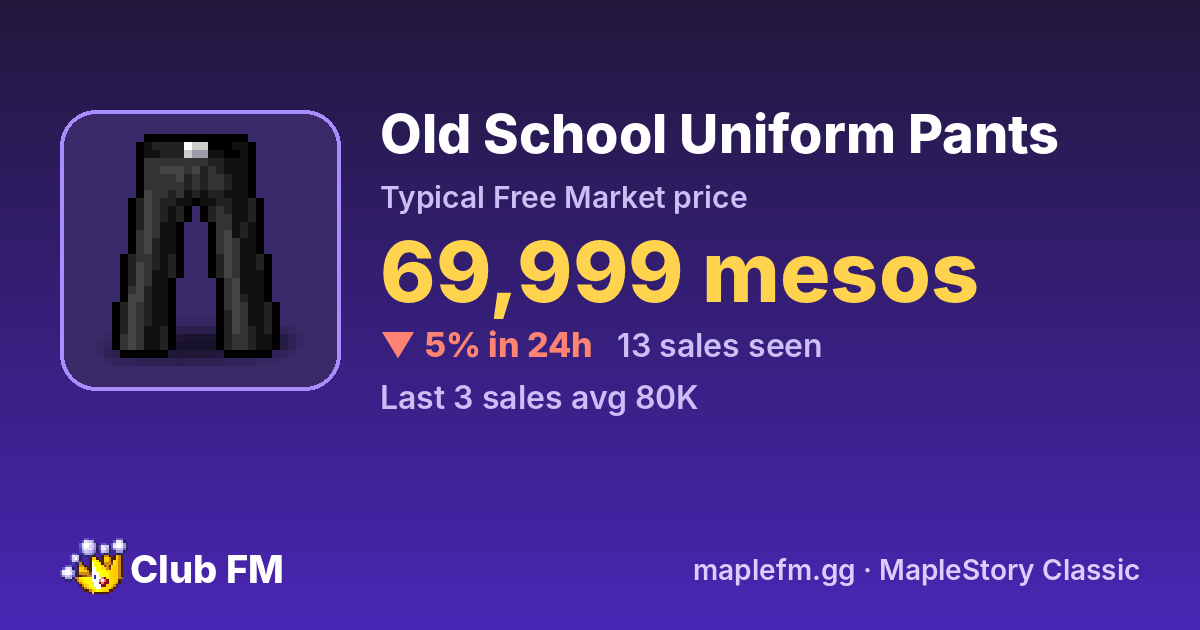 Old School Uniform Pants
Typical Free Market price
69,999 mesos
▼ 5% in 24h 13 sales seen
Last 3 sales avg 80K
Club FM
maplefm.gg · MapleStory Classic